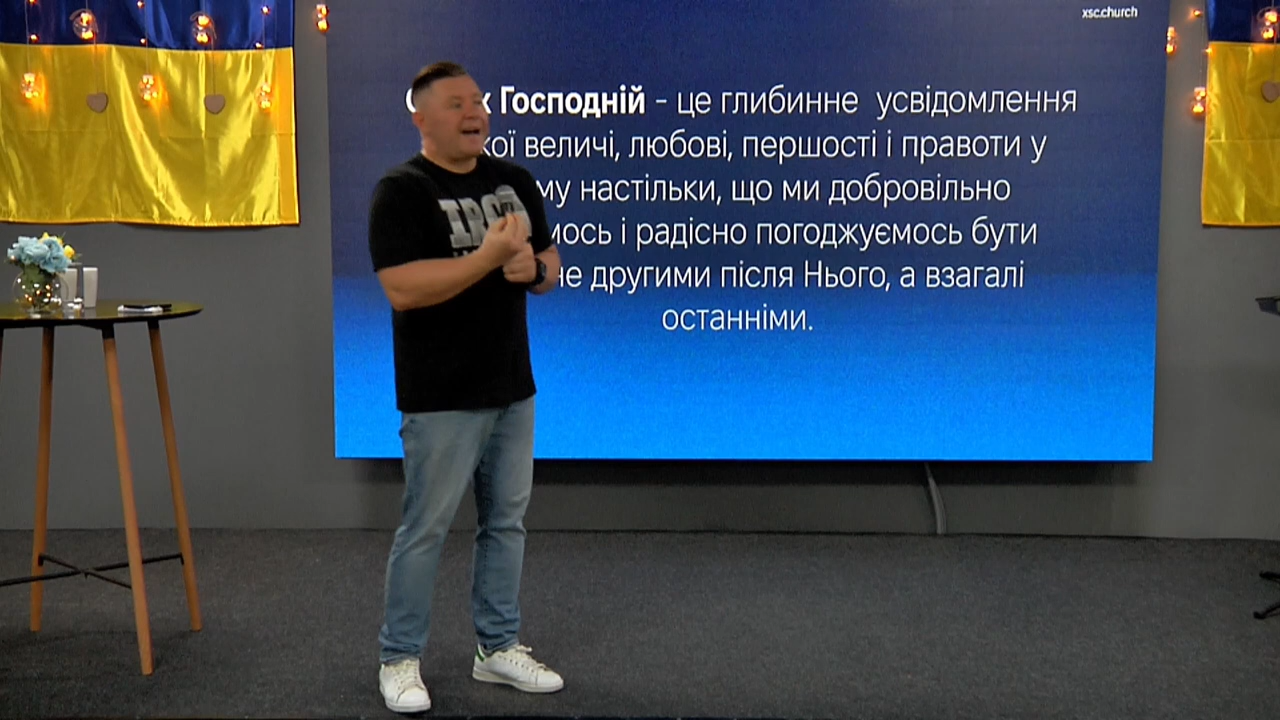 xsc.church
Господній - це глибинне усвідомлення
величі, любові, першості і правоти у
настільки, що ми добровільно
і радісно погоджуємось бути
не другими після Нього, а взагалі
останніми.